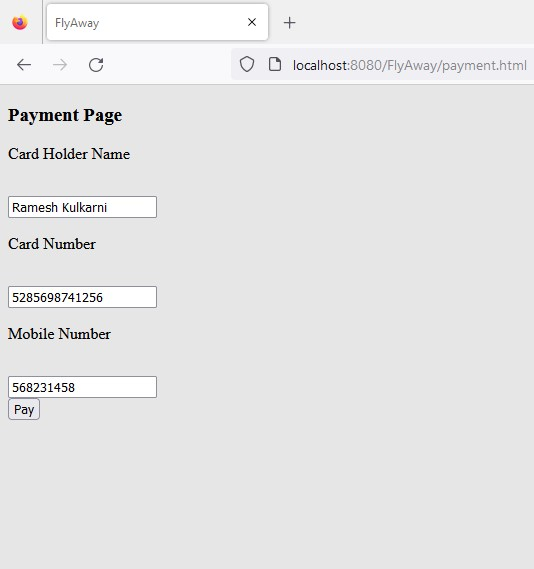 FlyAway
localhost:8080/FlyAway/payment.html
Payment Page
Card Holder Name
Ramesh Kulkarni
Card Number
5285698741256
Mobile Number
568231458
Pay